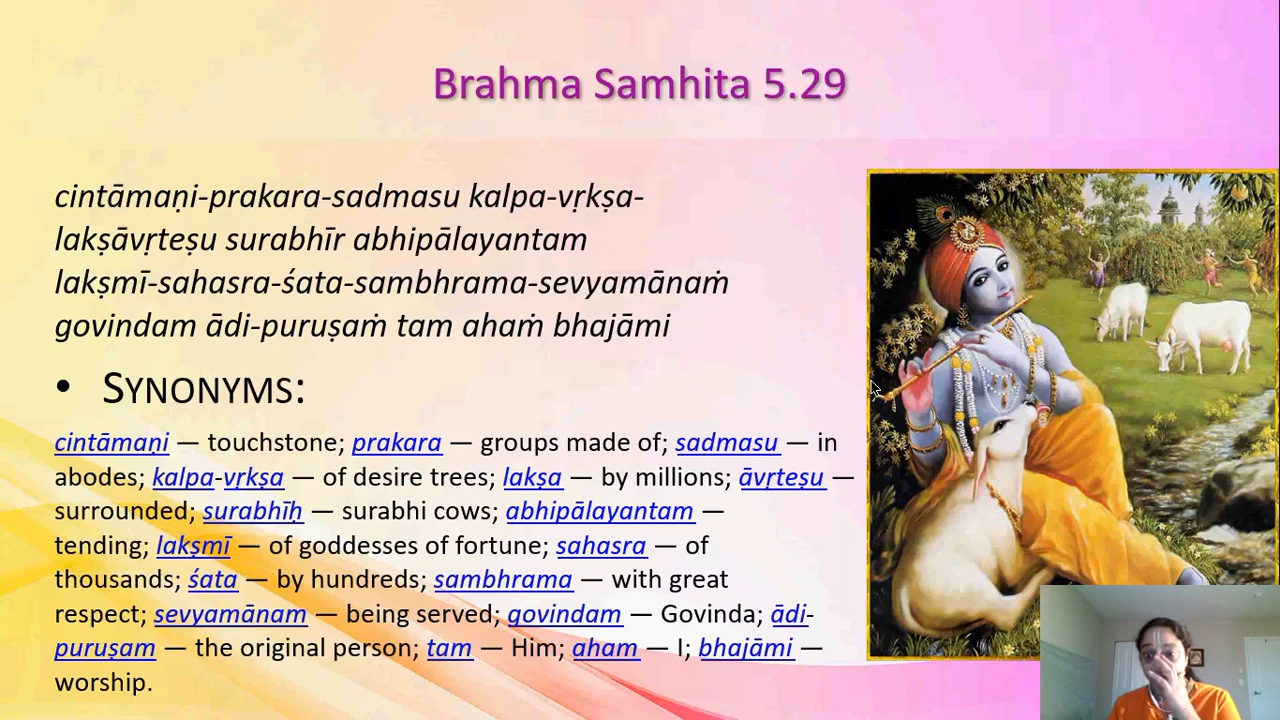 Brahma Samhita 5.29
cintāmaṇi-prakara-sadmasu kalpa-vṛkṣa-
lakṣāvṛteṣu surabhīr abhipālayantam
lakṣmī-sahasra-śata-sambhrama-sevyamānaṁ
govindam ādi-puruṣaṁ tam ahaṁ bhajāmi
• SYNONYMS:
cintāmaṇi — touchstone; prakara — groups made of; sadmasu — in
abodes; kalpa-vṛkṣa — of desire trees; lakṣa — by millions; āvṛteṣu —
surrounded; surabhīḥ — surabhi cows; abhipālayantam —
tending; lakṣmī — of goddesses of fortune; sahasra — of
thousands; śata — by hundreds; sambhrama — with great
respect; sevyamānam — being served; govindam — Govinda; ādi-
puruṣam — the original person; tam — Him; aham — I; bhajāmi —
worship.